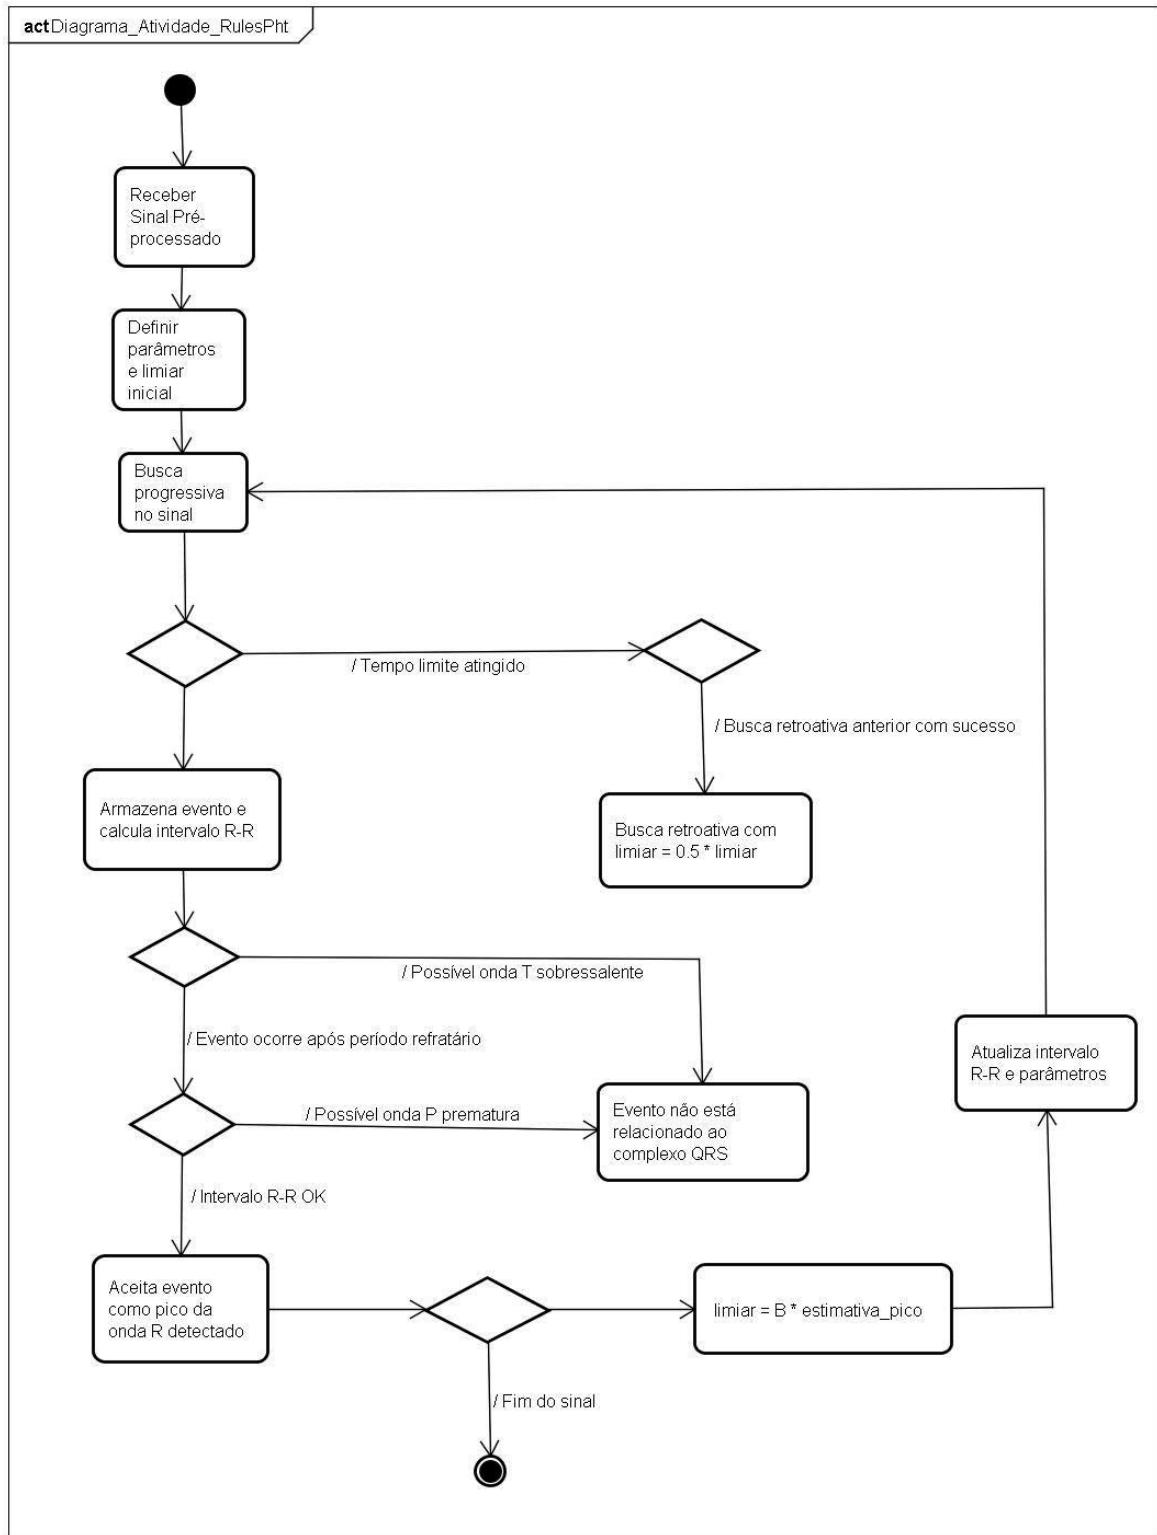 act Diagrama_Atividade_RulesPht
Receber
Sinal Pré-
processado
Definir
parâmetros
e limiar
inicial
Busca
progressiva
no sinal
/ Tempo limite atingido
/ Busca retroativa anterior com sucesso
Armazena evento e
calcula intervalo R-R
Busca retroativa com
limiar = 0.5 * limiar
/ Possível onda T sobressalente
/ Evento ocorre após período refratário
Atualiza intervalo
R-R e parâmetros
/ Possível onda P prematura
Evento não está
relacionado ao
complexo QRS
/ Intervalo R-R OK
Aceita evento
como pico da
onda R detectado
limiar = B * estimativa_pico
/ Fim do sinal